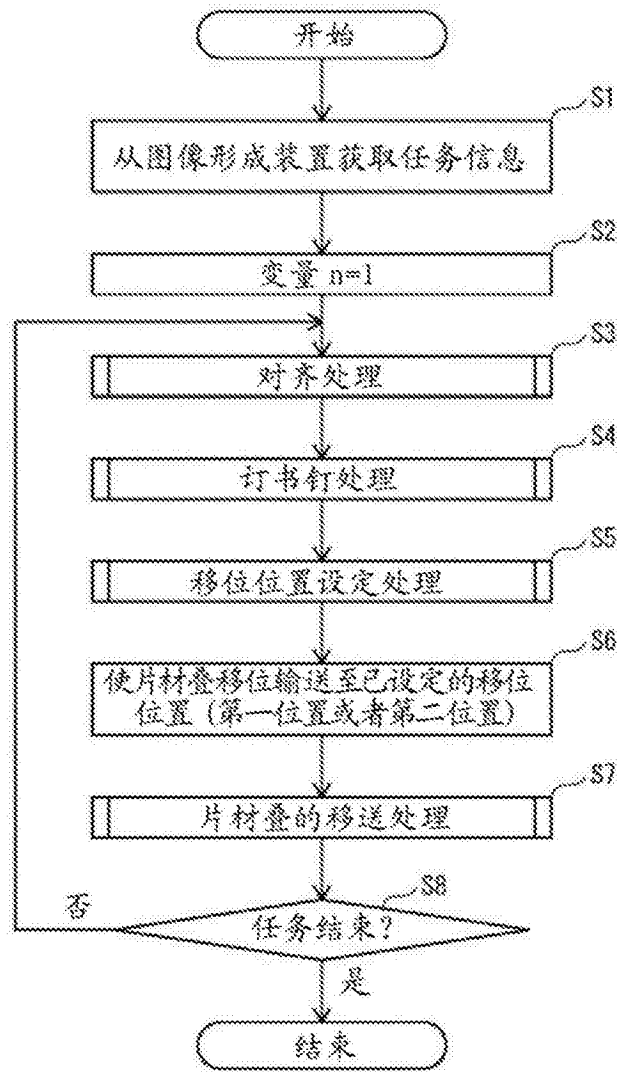 开始
S1
从图像形成装置获取任务信息
S2
变量 n=1
S3
对齐处理
S4
订书钉处理
S5
移位位置设定处理
S6
使片材叠移位输送至已设定的移位
位置 (第一位置或者第二位置)
S7
片材叠的移送处理
S8
否
任务结束?
是
结束